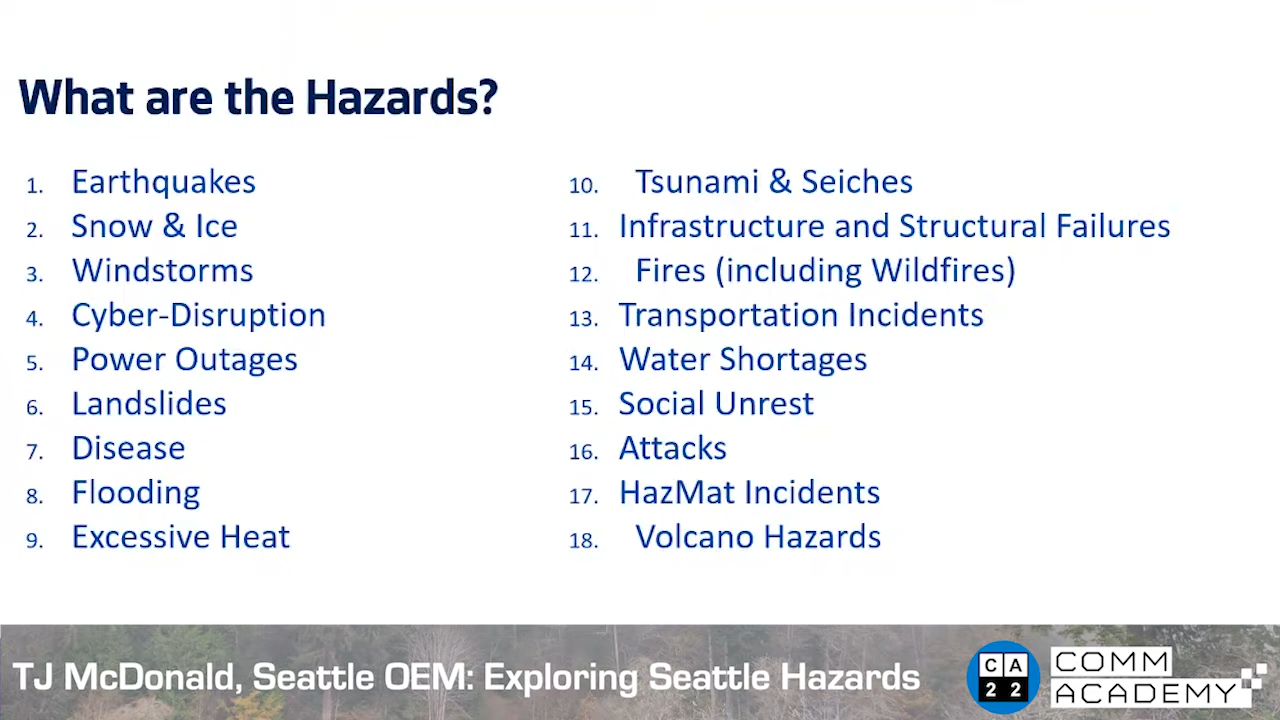 What are the Hazards?
1. Earthquakes
2. Snow & Ice
3. Windstorms
4. Cyber-Disruption
5. Power Outages
6. Landslides
7. Disease
8. Flooding
9. Excessive Heat
10. Tsunami & Seiches
11. Infrastructure and Structural Failures
12. Fires (including Wildfires)
13. Transportation Incidents
14. Water Shortages
15. Social Unrest
16. Attacks
17. HazMat Incidents
18. Volcano Hazards
TJ McDonald, Seattle OEM: Exploring Seattle Hazards
CA
22
COMM
ACADEMY